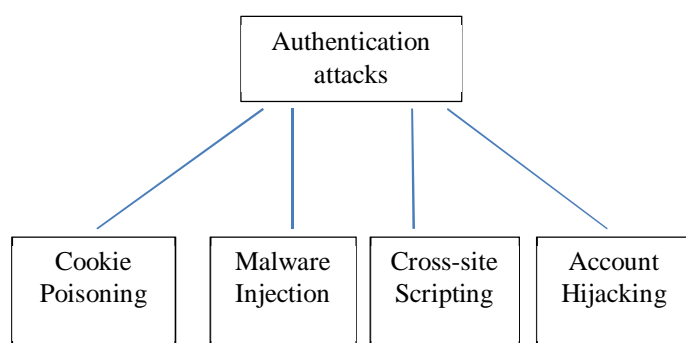 Authentication
attacks
Cookie
Poisoning
Malware
Injection
Cross-site
Scripting
Account
Hijacking